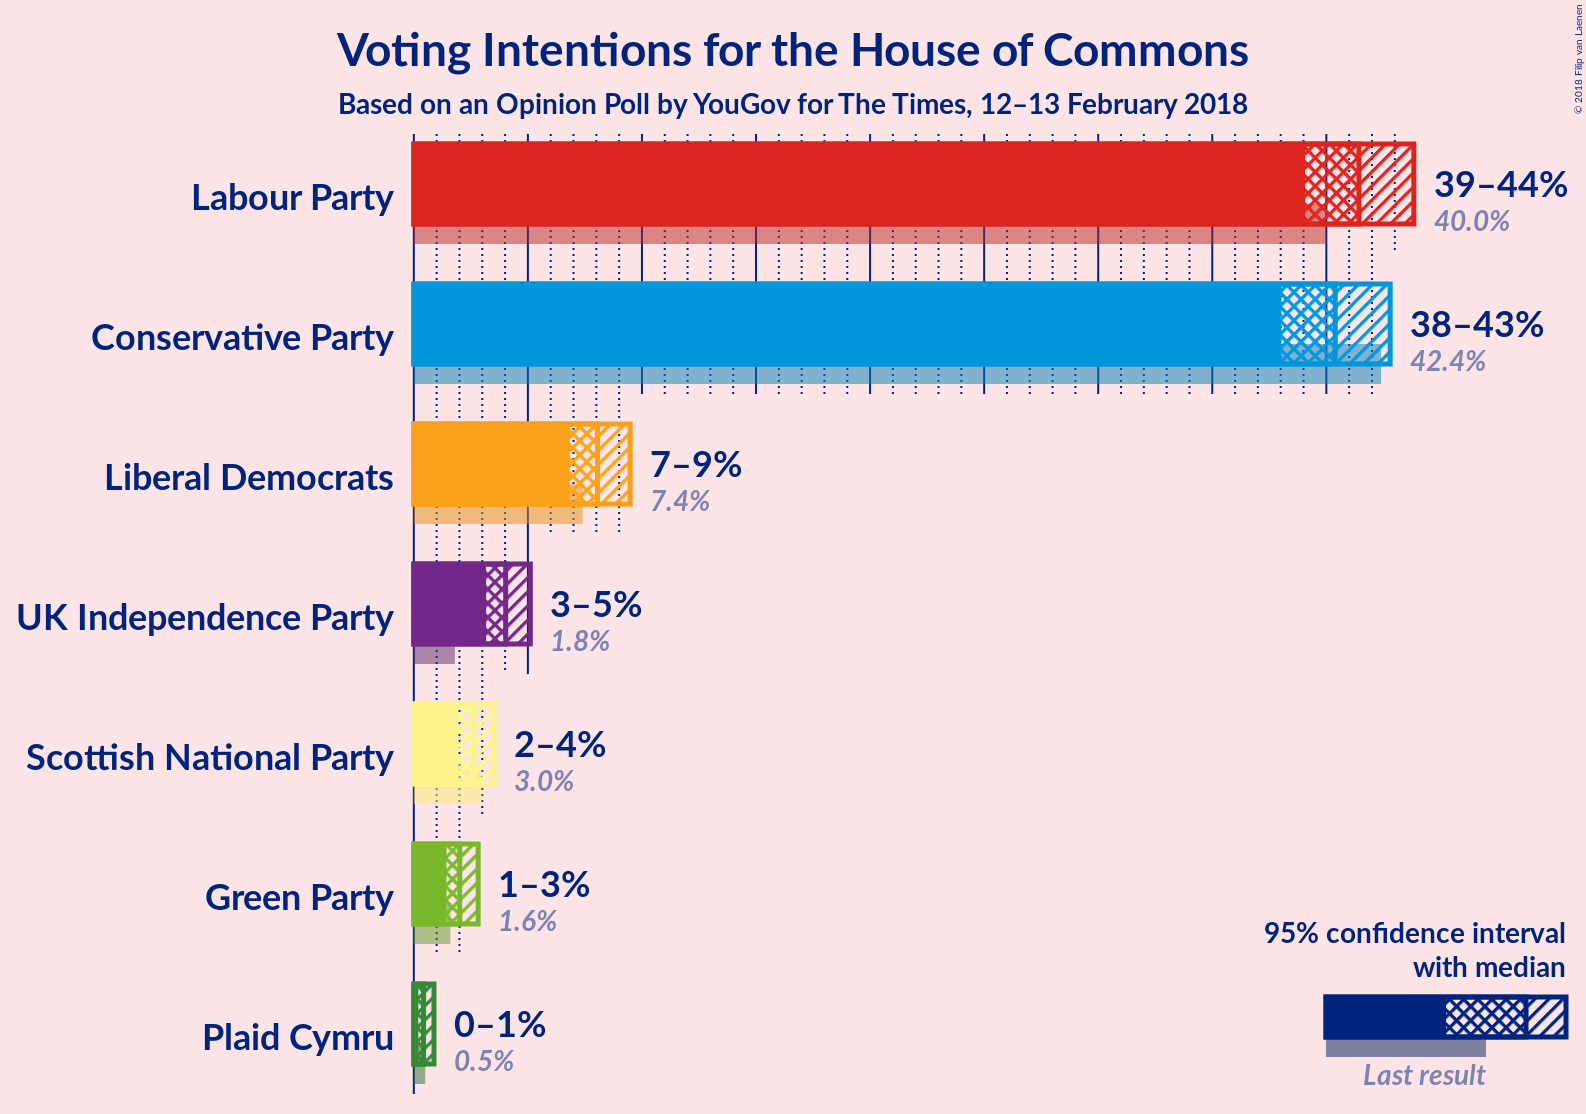 Voting Intentions for the House of Commons
Based on an Opinion Poll by YouGov for The Times, 12–13 February 2018
© 2018 Filip van Laenen
Labour Party
39–44%
40.0%
Conservative Party
38–43%
42.4%
Liberal Democrats
7–9%
7.4%
UK Independence Party
3–5%
1.8%
Scottish National Party
2–4%
3.0%
Green Party
1–3%
1.6%
Plaid Cymru
0–1%
0.5%
95% confidence interval
with median
Last result